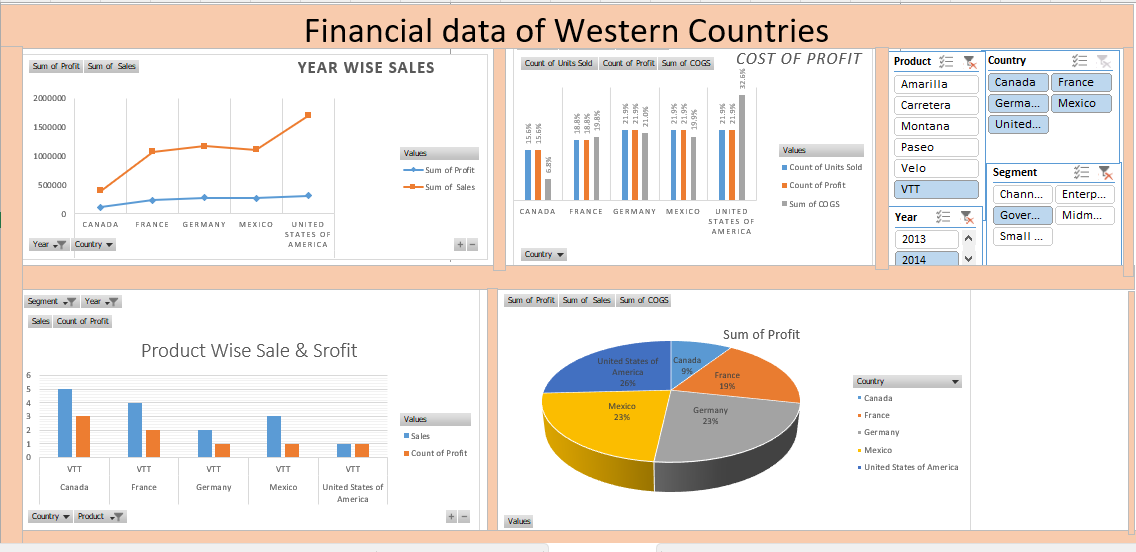 Financial data of Western Countries
Sum of Profit Sum of Sales
YEAR WISE SALES
2000000
1500000
1000000
500000
0
CANADA FRANCE GERMANY MEXICO UNITED STATES OF AMERICA
Values
Sum of Profit
Sum of Sales
Year Country
Count of Units Sold Count of Profit Sum of COGS
COST OF PROFIT
15.6% 15.6% 6.8%
18.8% 18.8% 19.8%
21.9% 21.9% 21.0%
21.9% 21.9% 19.9%
21.9% 21.9% 32.6%
CANADA FRANCE GERMANY MEXICO UNITED STATES OF AMERICA
Values
Count of Units Sold
Count of Profit
Sum of COGS
Country
Product
Amarilla
Carretera
Montana
Paseo
Velo
VTT
Year
2013
2014
Country
Canada France
Germa... Mexico
United...
Segment
Chann... Enterp...
Gover... Midm...
Small ...
Segment Year
Sales Count of Profit
Product Wise Sale & Srofit
6
5
4
3
2
1
0
VTT VTT VTT VTT VTT
Canada France Germany Mexico United States of America
Values
Sales
Count of Profit
Country Product
Sum of Profit Sum of Sales Sum of COGS
Sum of Profit
United States of
America
26%
Canada
9%
France
19%
Mexico
23%
Germany
23%
Country
Canada
France
Germany
Mexico
United States of America
Values